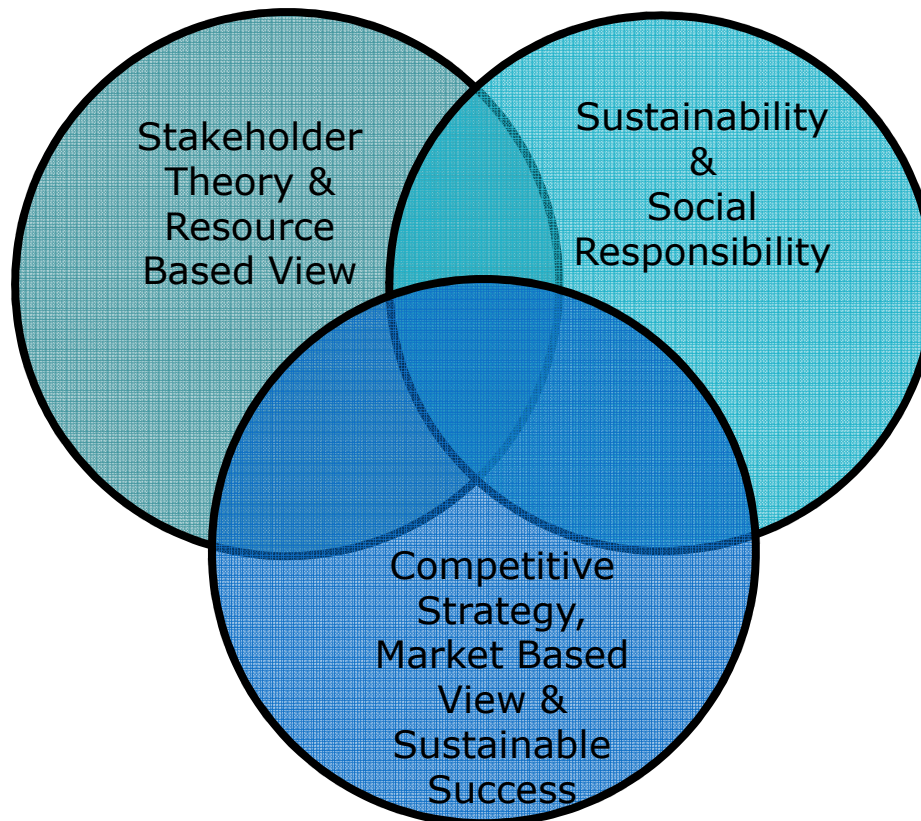 Stakeholder
Theory &
Resource
Based View
Sustainability
&
Social
Responsibility
Competitive
Strategy,
Market Based
View &
Sustainable
Success